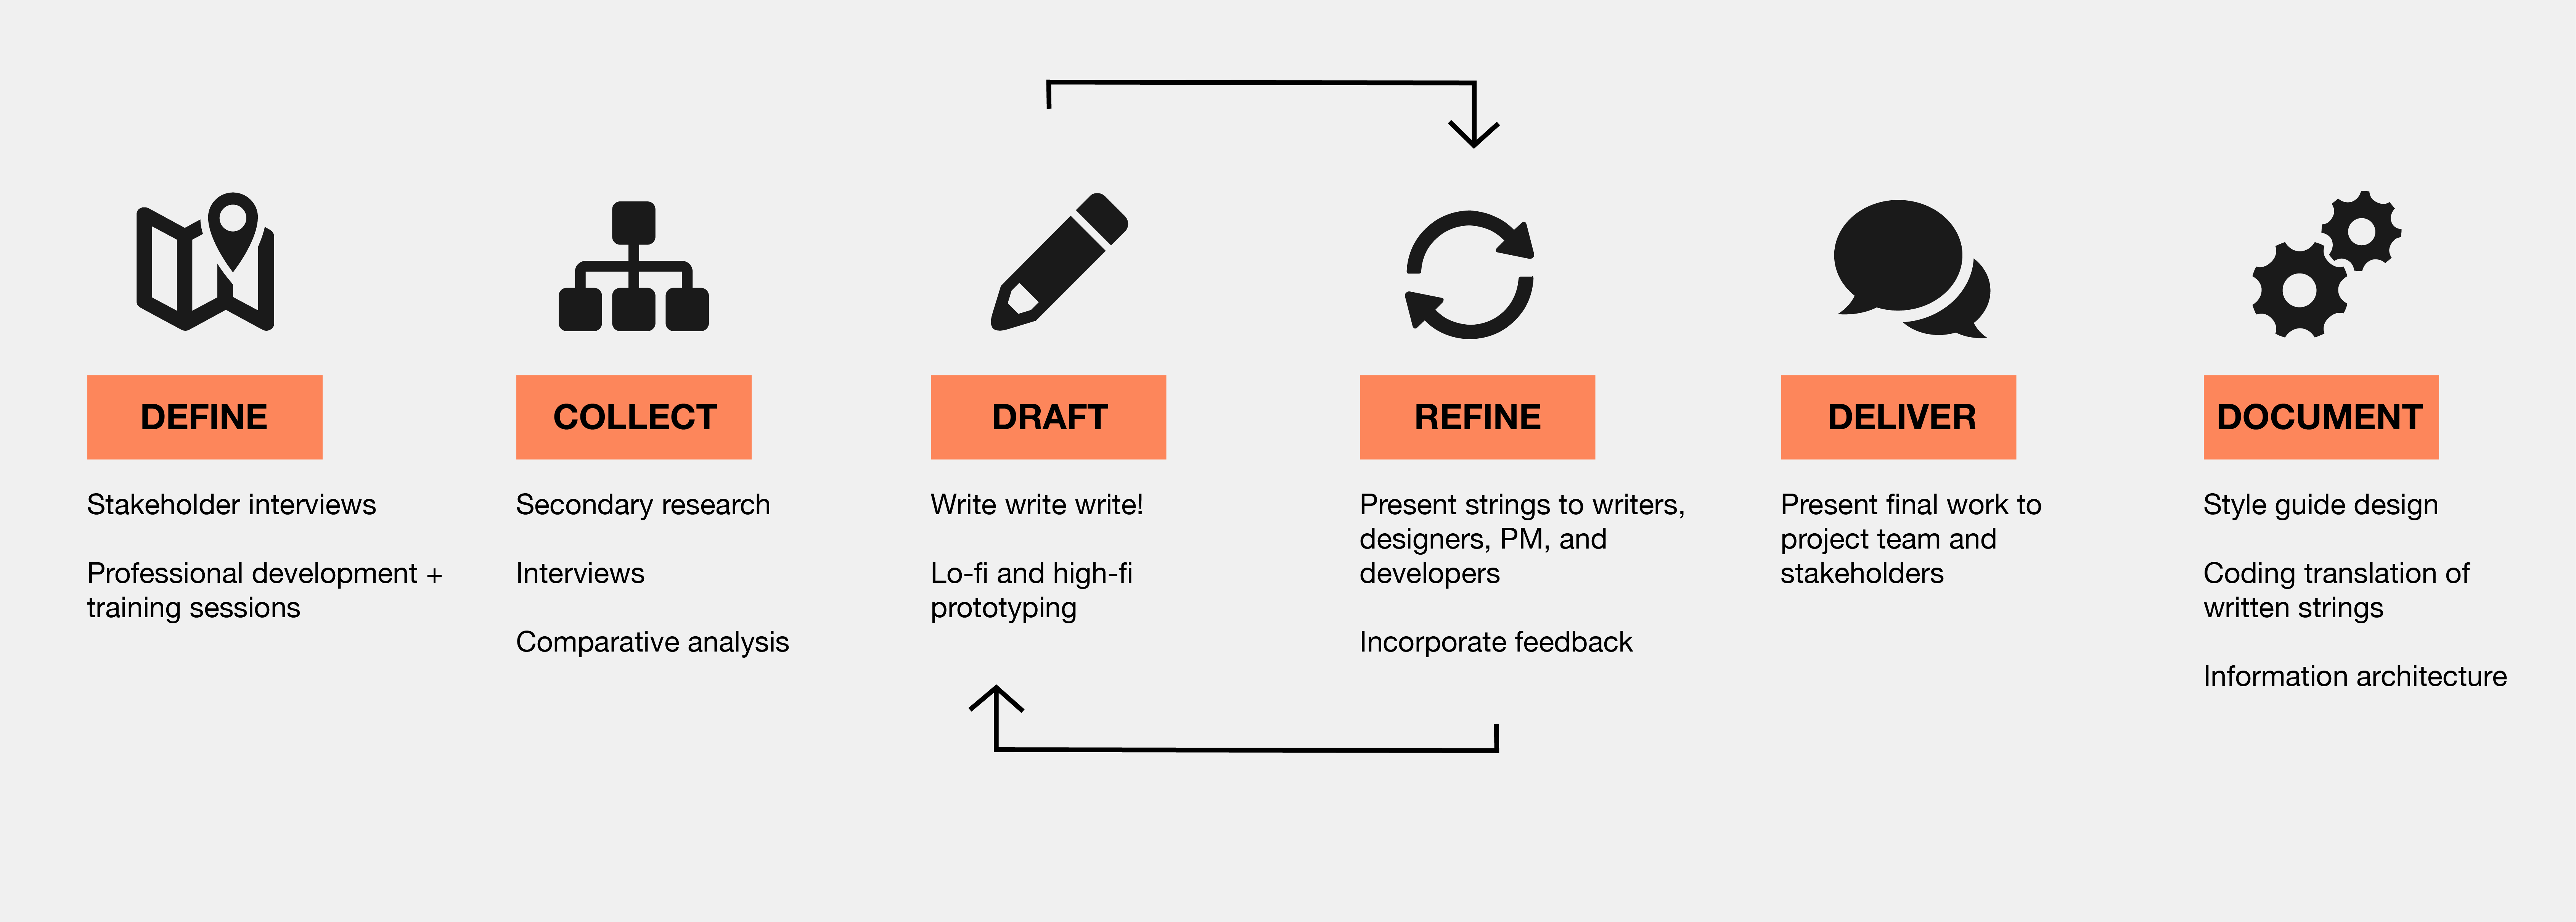 DEFINE
Stakeholder interviews
Professional development +
training sessions
COLLECT
Secondary research
Interviews
Comparative analysis
DRAFT
Write write write!
Lo-fi and high-fi
prototyping
REFINE
Present strings to writers,
designers, PM, and
developers
Incorporate feedback
DELIVER
Present final work to
project team and
stakeholders
DOCUMENT
Style guide design
Coding translation of
written strings
Information architecture